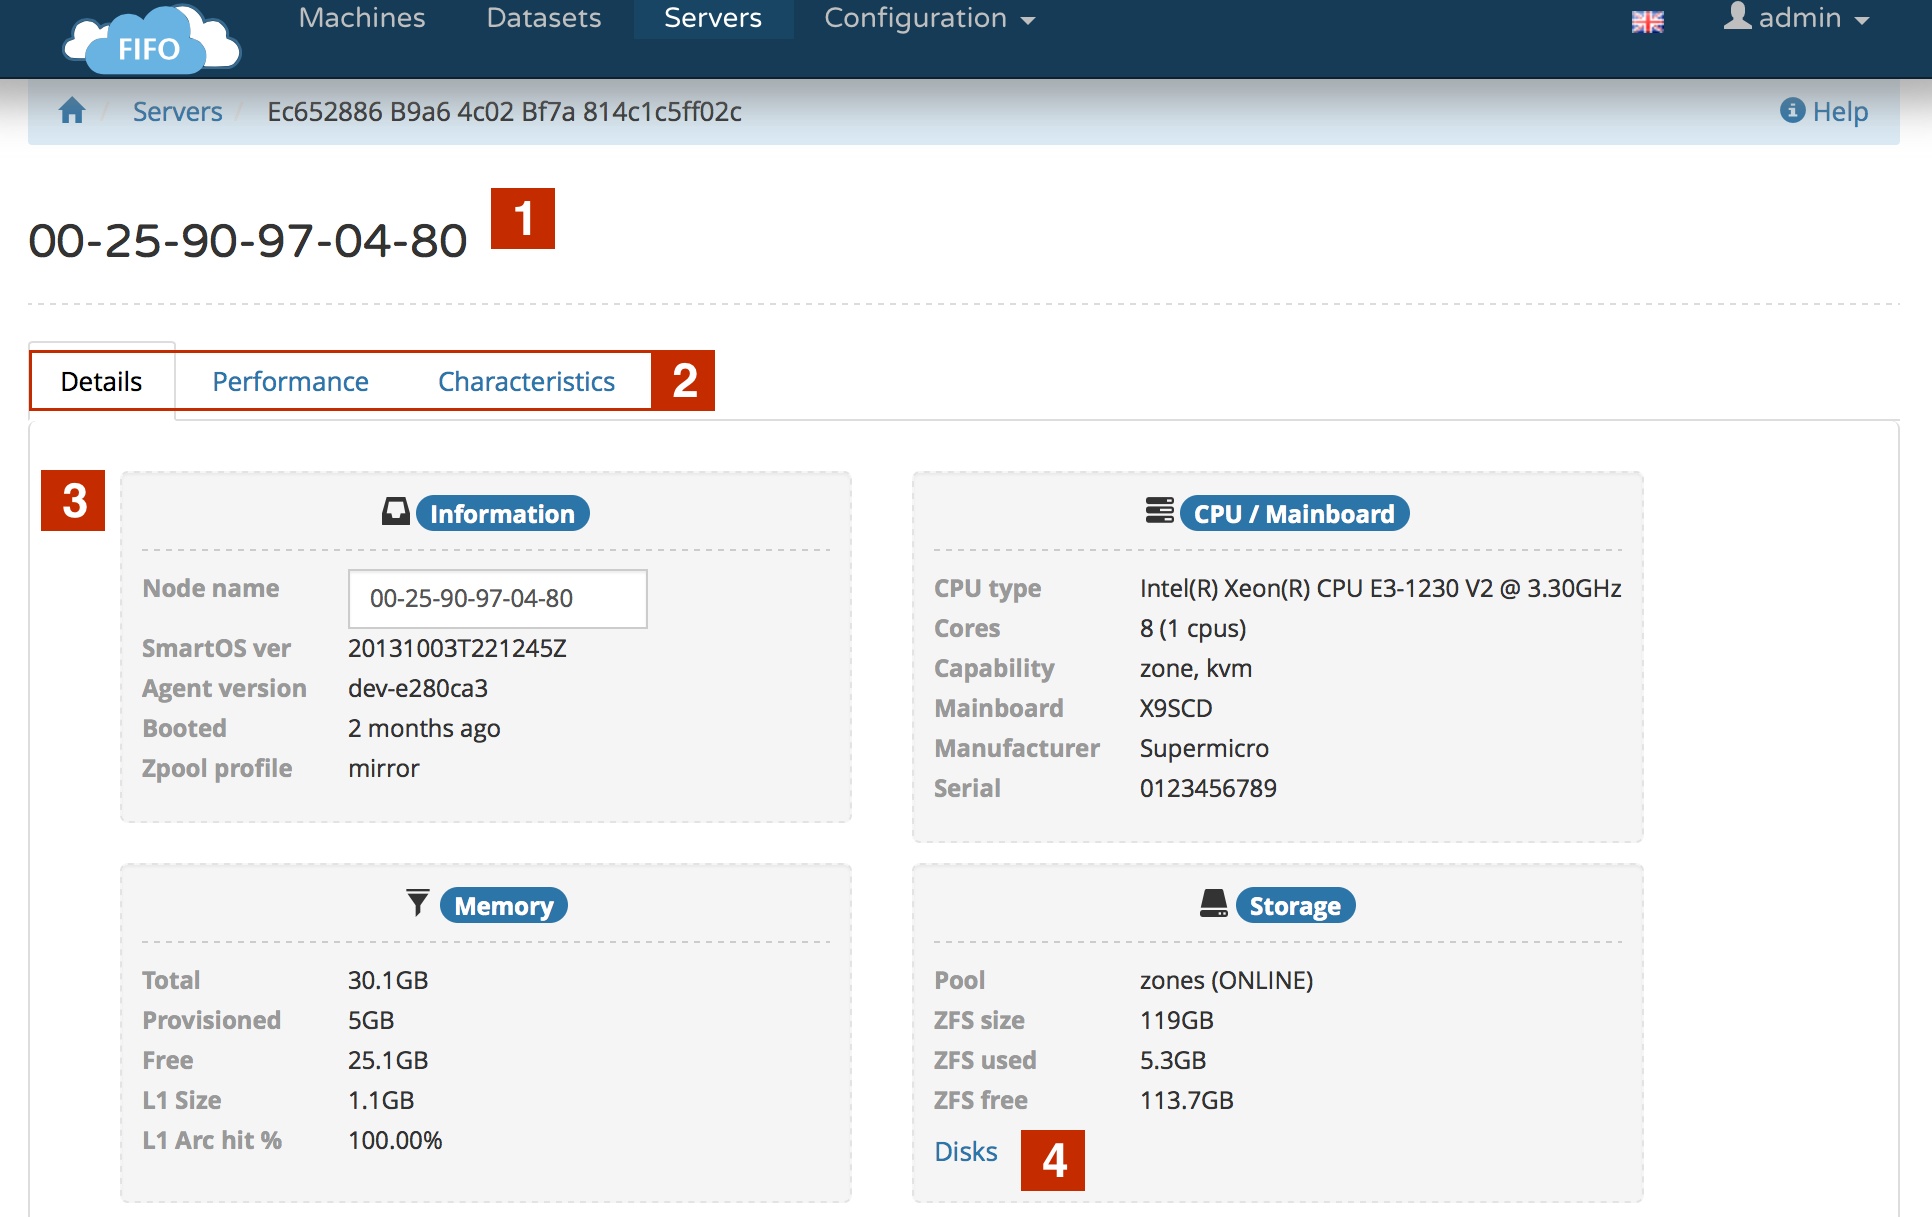 FIFO Machines Datasets Servers Configuration admin
Servers / Ec652886 B9a6 4c02 Bf7a 814c1c5ff02c Help
00-25-90-97-04-80 1
Details Performance Characteristics 2
3
Information
Node name 00-25-90-97-04-80
SmartOS ver 20131003T221245Z
Agent version dev-e280ca3
Booted 2 months ago
Zpool profile mirror
CPU / Mainboard
CPU type Intel(R) Xeon(R) CPU E3-1230 V2 @ 3.30GHz
Cores 8 (1 cpus)
Capability zone, kvm
Mainboard X9SCD
Manufacturer Supermicro
Serial 0123456789
Memory
Total 30.1GB
Provisioned 5GB
Free 25.1GB
L1 Size 1.1GB
L1 Arc hit % 100.00%
Storage
Pool zones (ONLINE)
ZFS size 119GB
ZFS used 5.3GB
ZFS free 113.7GB
Disks 4